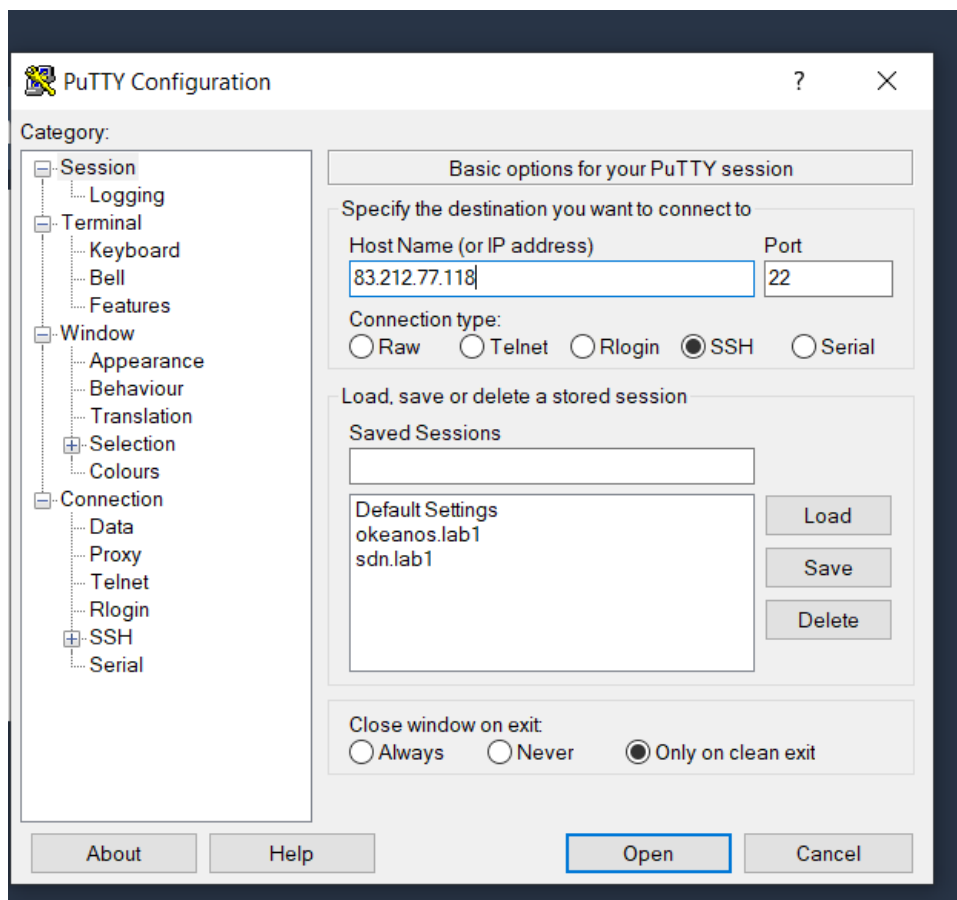 PuTTY Configuration
?
Category:
Session
Logging
Terminal
Keyboard
Bell
Features
Window
Appearance
Behaviour
Translation
Selection
Colours
Connection
Data
Proxy
Telnet
Rlogin
SSH
Serial
Basic options for your PuTTY session
Specify the destination you want to connect to
Host Name (or IP address) Port
83.212.77.118 22
Connection type:
Raw Telnet Rlogin SSH Serial
Load, save or delete a stored session
Saved Sessions
Default Settings
okeanos.lab1
sdn.lab1
Load
Save
Delete
Close window on exit:
Always Never Only on clean exit
About Help Open Cancel